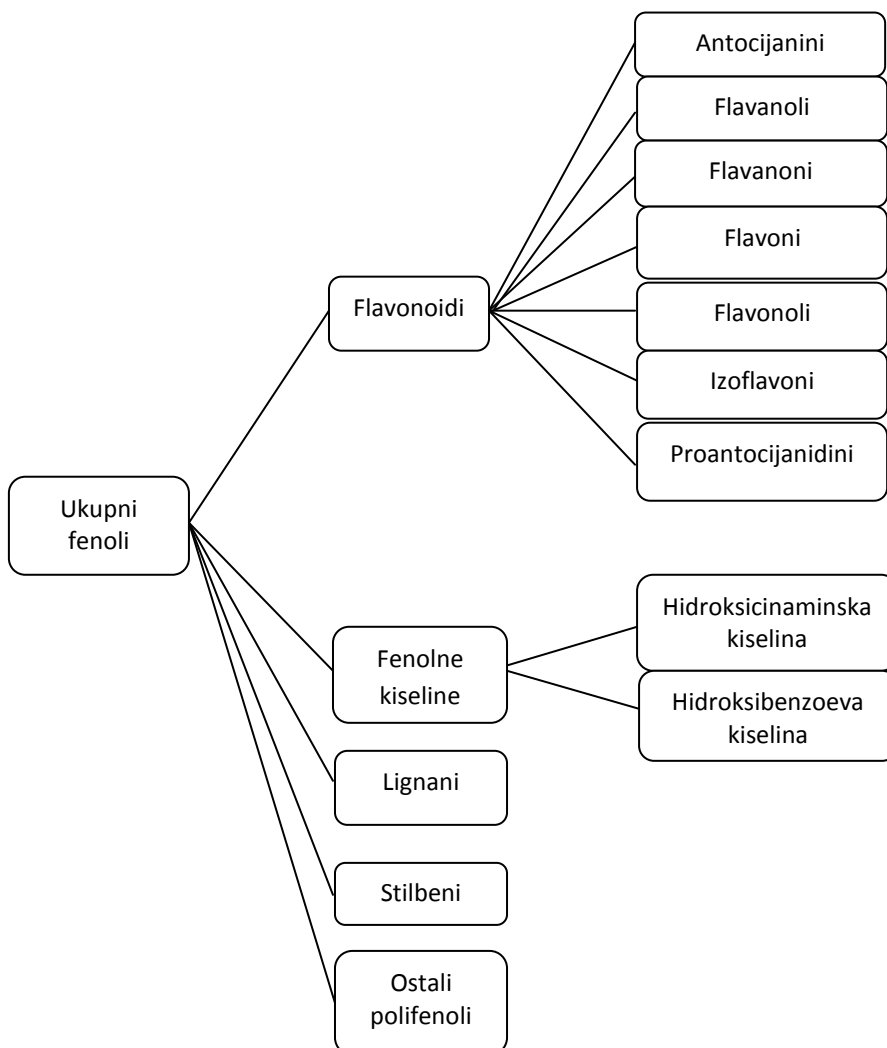 Antocijanini
Flavanoli
Flavanoni
Flavoni
Flavonoidi
Flavonoli
Izoflavoni
Proantocijanidini
Ukupni
fenoli
Hidroksicinaminska
kiselina
Fenolne
kiseline
Hidroksibenzoeva
kiselina
Lignani
Stilbeni
Ostali
polifenoli